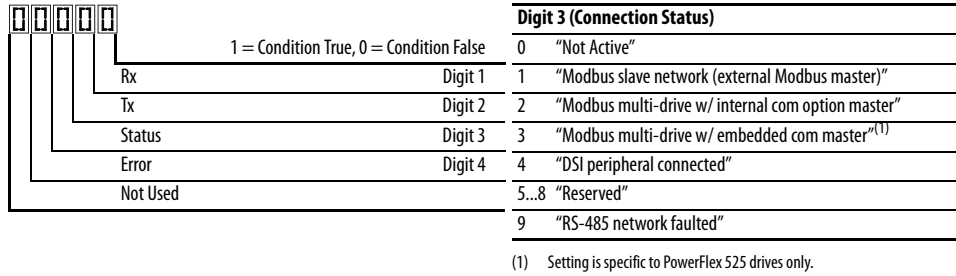 00000
1 = Condition True, 0 = Condition False
Rx Digit 1
Tx Digit 2
Status Digit 3
Error Digit 4
Not Used
Digit 3 (Connection Status)
0 “Not Active”
1 “Modbus slave network (external Modbus master)”
2 “Modbus multi-drive w/ internal com option master”
3 “Modbus multi-drive w/ embedded com master”(1)
4 “DSI peripheral connected”
5...8 “Reserved”
9 “RS-485 network faulted”
(1) Setting is specific to PowerFlex 525 drives only.